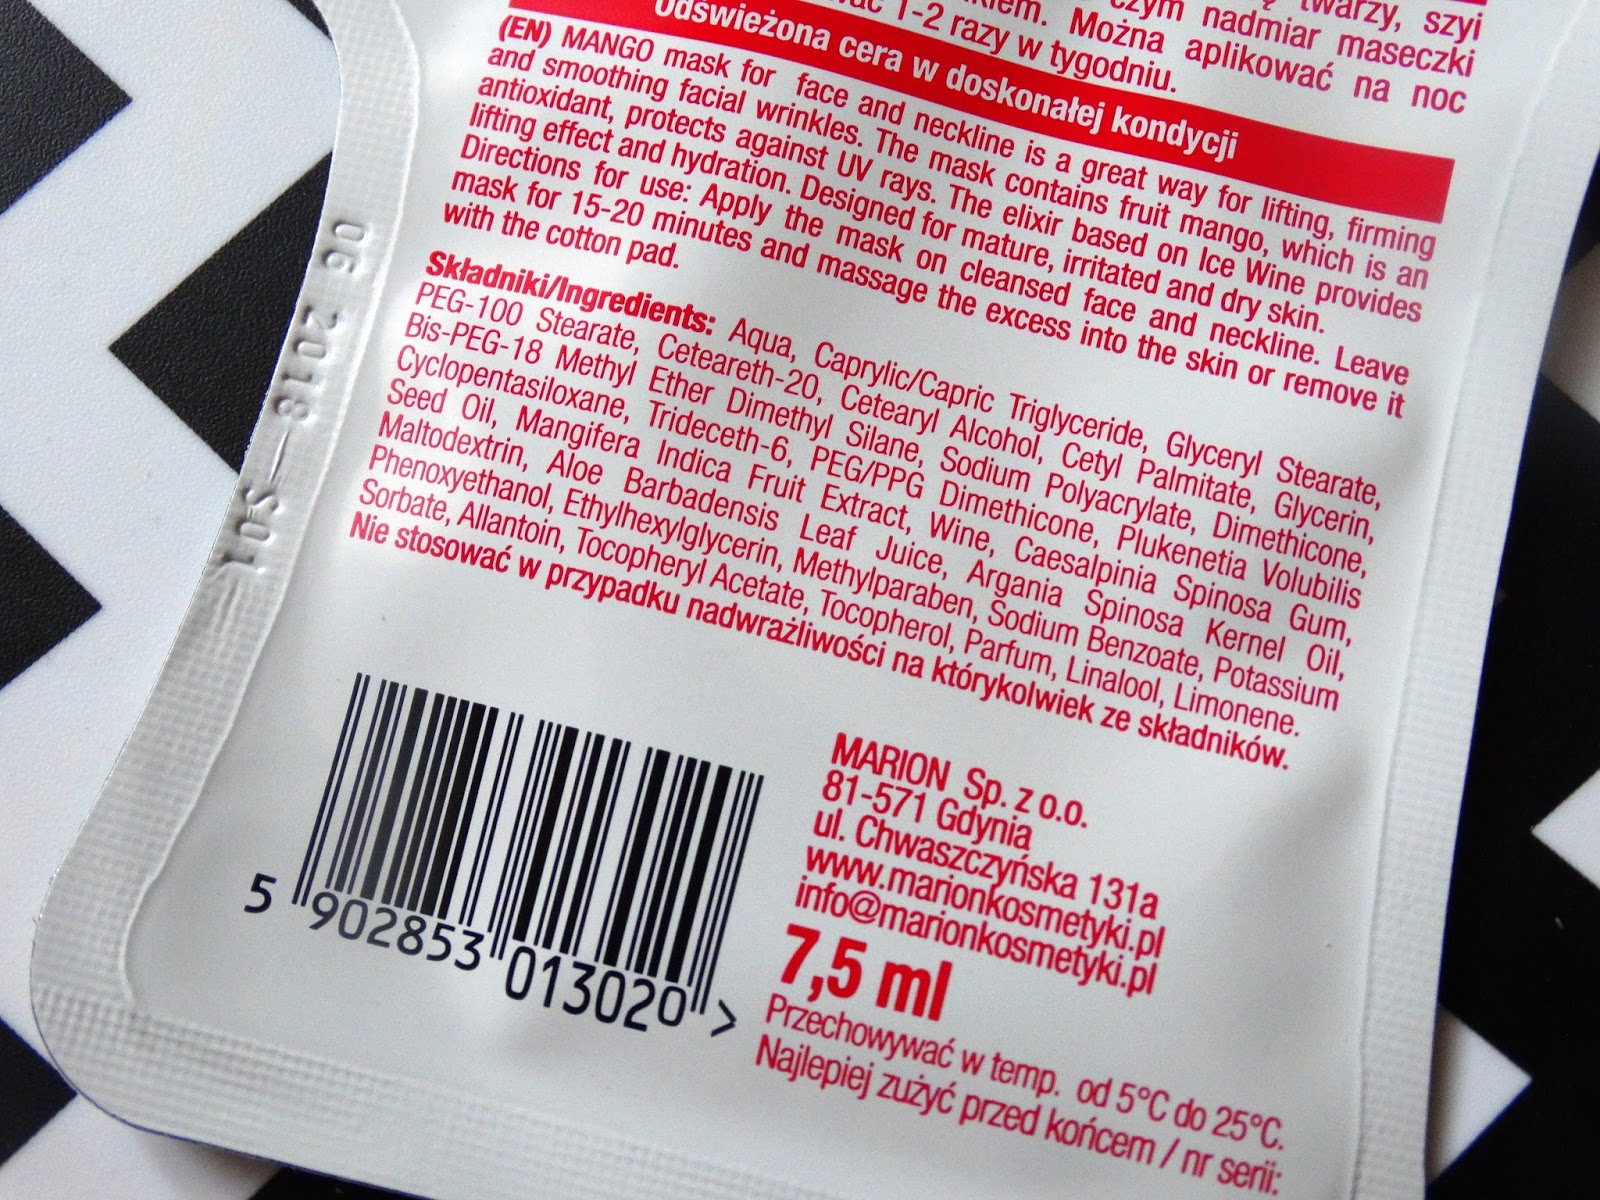 twarzy, szyi
czym nadmiar maseczki
Można aplikować na noc
1-2 razy w tygodniu.
Odświeżona cera w doskonałej kondycji
(EN) MANGO mask for face and neckline is a great way for lifting, firming
and smoothing facial wrinkles. The mask contains fruit mango, which is an
antioxidant, protects against UV rays. The elixir based on Ice Wine provides
lifting effect and hydration. Designed for mature, irritated and dry skin.
Directions for use: Apply the mask on cleansed face and neckline. Leave
mask for 15-20 minutes and massage the excess into the skin or remove it
with the cotton pad.
Składniki/Ingredients: Aqua, Caprylic/Capric Triglyceride, Glyceryl Stearate,
PEG-100 Stearate, Ceteareth-20, Cetearyl Alcohol, Cetyl Palmitate, Glycerin,
Bis-PEG-18 Methyl Ether Dimethyl Silane, Sodium Polyacrylate, Dimethicone,
Cyclopentasiloxane, Trideceth-6, PEG/PPG Dimethicone, Plukenetia Volubilis
Seed Oil, Mangifera Indica Fruit Extract, Wine, Caesalpinia Spinosa Gum,
Maltodextrin, Aloe Barbadensis Leaf Juice, Argania Spinosa Kernel Oil,
Phenoxyethanol, Ethylhexylglycerin, Methylparaben, Sodium Benzoate, Potassium
Sorbate, Allantoin, Tocopheryl Acetate, Tocopherol, Parfum, Linalool, Limonene.
Nie stosować w przypadku nadwrażliwości na którykolwiek ze składników.
06 2018-S01
5 902853 013020 >
MARION Sp. z o.o.
81-571 Gdynia
ul. Chwaszczyńska 131a
www.marionkosmetyki.pl
info@marionkosmetyki.pl
7,5 ml
Przechowywać w temp. od 5°C do 25°C.
Najlepiej zużyć przed końcem / nr serii: